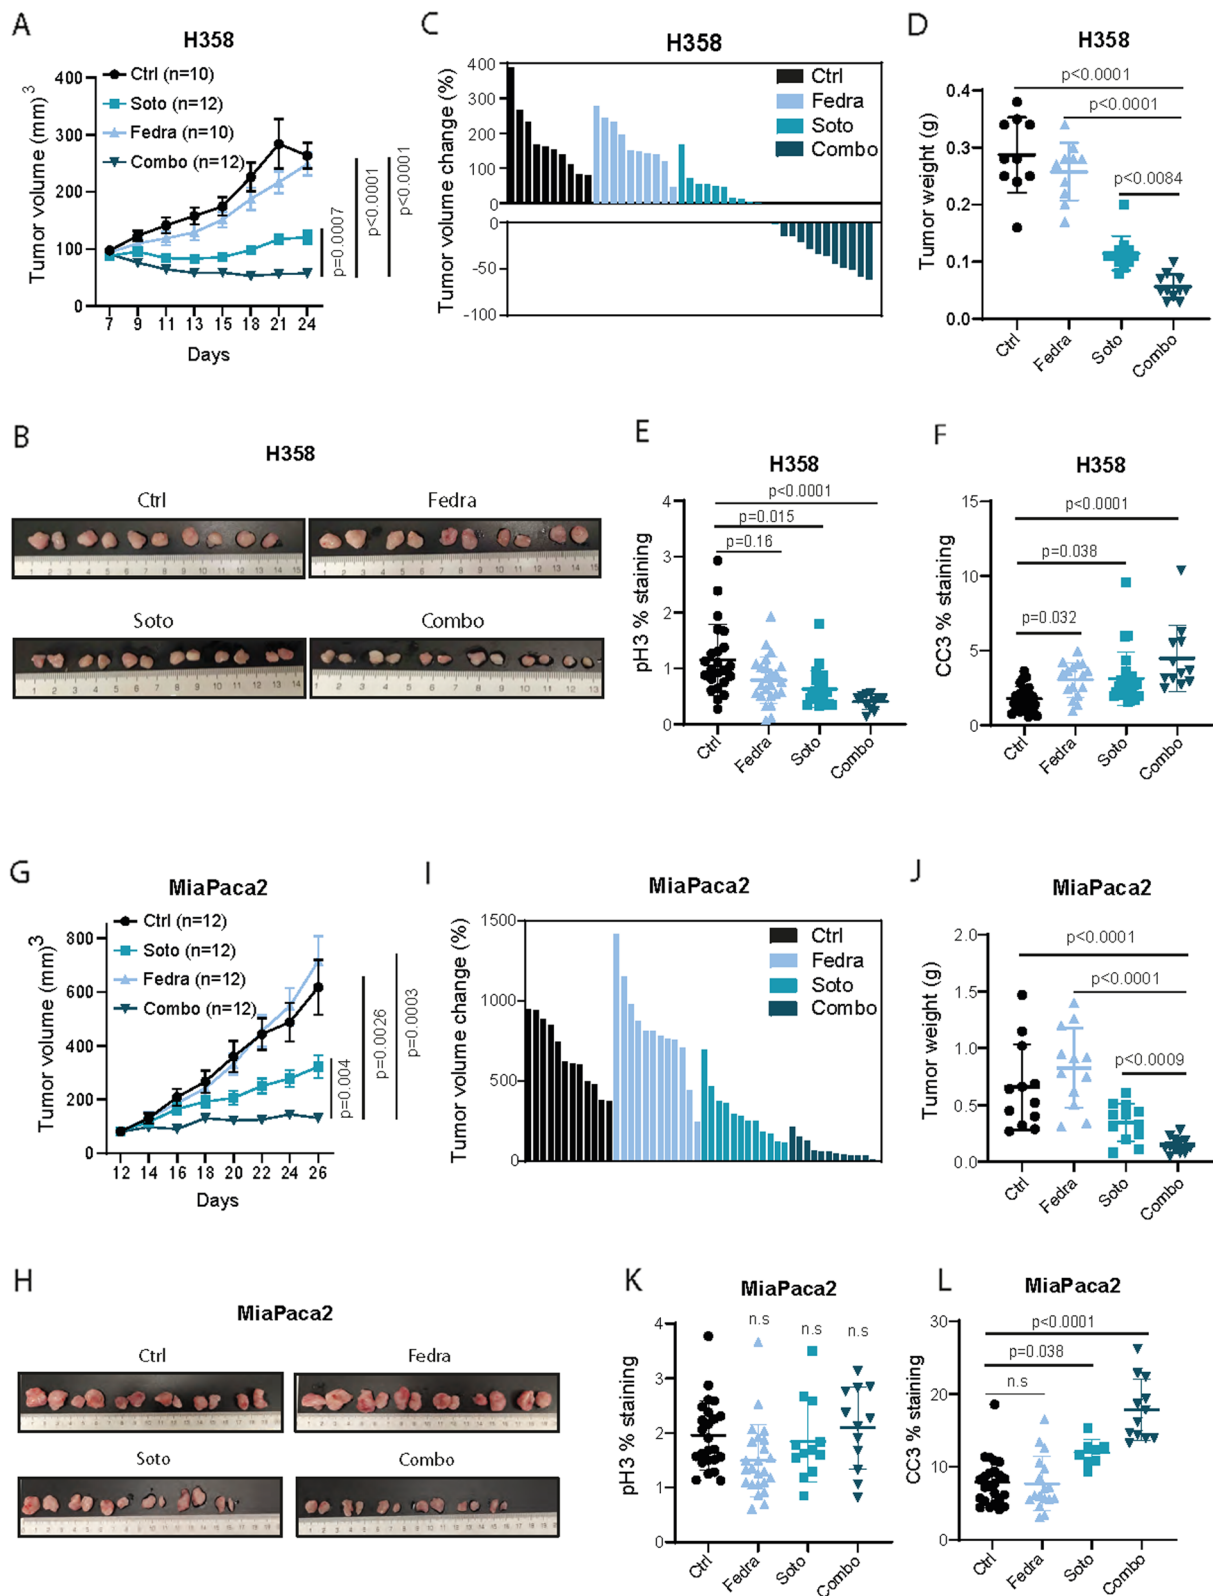 A
H358
Tumor volume (mm)3
400
300
200
100
0
Ctrl (n=10)
Soto (n=12)
Fedra (n=10)
Combo (n=12)
7 9 11 13 15 18 21 24
Days
p=0.0007
p<0.0001
p<0.0001
C
H358
Tumor volume change (%)
400
300
200
100
0
Tumor volume change (%)
0
-50
-100
Ctrl
Fedra
Soto
Combo
D
H358
Tumor weight (g)
0.4
0.3
0.2
0.1
0.0
p<0.0001
p<0.0001
p<0.0084
Ctrl
Fedra
Soto
Combo
B
H358
Ctrl
Fedra
Soto
Combo
E
H358
pH3 % staining
4
3
2
1
0
p<0.0001
p=0.015
p=0.16
Ctrl
Fedra
Soto
Combo
F
H358
CC3 % staining
15
10
5
0
p<0.0001
p=0.038
p=0.032
Ctrl
Fedra
Soto
Combo
G
MiaPaca2
Tumor volume (mm)3
800
600
400
200
0
Ctrl (n=12)
Soto (n=12)
Fedra (n=12)
Combo (n=12)
12 14 16 18 20 22 24 26
Days
p=0.004
p=0.0026
p=0.0003
I
MiaPaca2
Tumor volume change (%)
1500
1000
500
0
Ctrl
Fedra
Soto
Combo
J
MiaPaca2
Tumor weight (g)
2.0
1.5
1.0
0.5
0.0
p<0.0001
p<0.0001
p<0.0009
Ctrl
Fedra
Soto
Combo
H
MiaPaca2
Ctrl
Fedra
Soto
Combo
K
MiaPaca2
pH3 % staining
4
3
2
1
0
n.s
n.s
n.s
Ctrl
Fedra
Soto
Combo
L
MiaPaca2
CC3 % staining
30
20
10
0
p<0.0001
p=0.038
n.s
Ctrl
Fedra
Soto
Combo